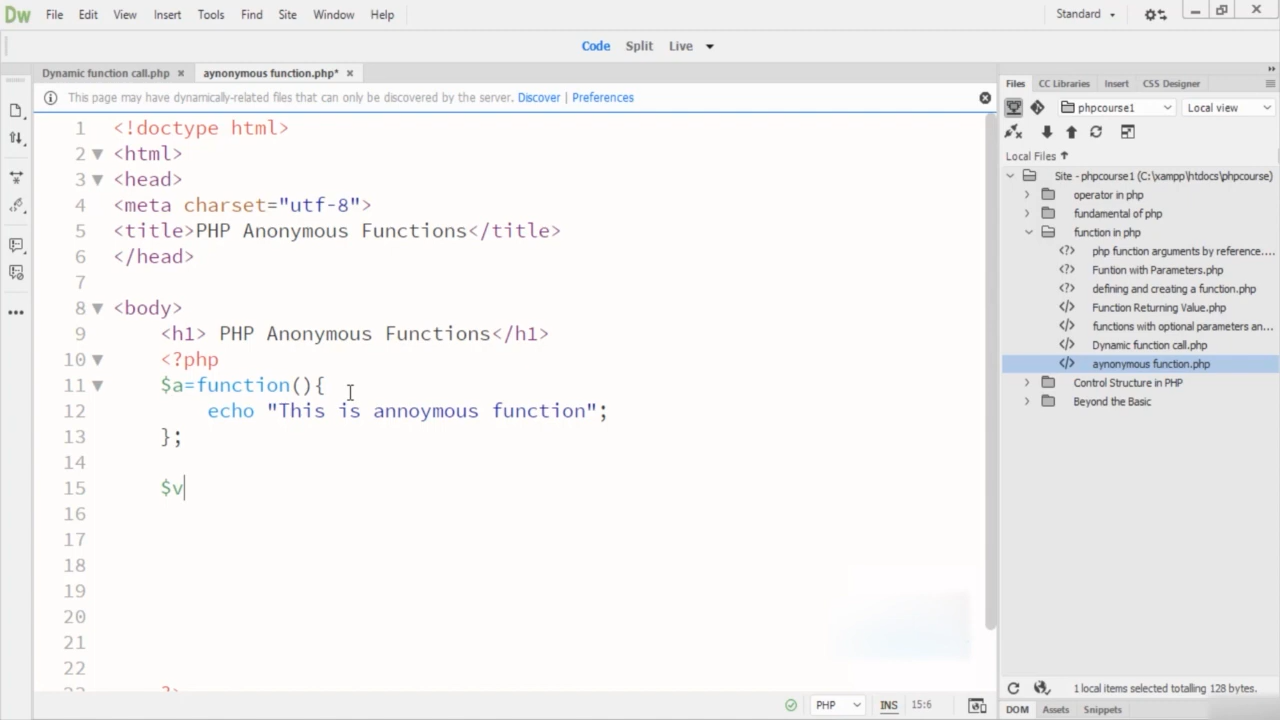 Dw File Edit View Insert Tools Find Site Window Help Standard
Code Split Live
Dynamic function call.php × aynonymous function.php* ×
This page may have dynamically-related files that can only be discovered by the server. Discover | Preferences
1 <!doctype html>
2 <html>
3 <head>
4 <meta charset="utf-8">
5 <title>PHP Anonymous Functions</title>
6 </head>
7
8 <body>
9 <h1> PHP Anonymous Functions</h1>
10 <?php
11 $a=function(){
12 echo "This is annoymous function";
13 };
14
15 $v
16
17
18
19
20
21
22
PHP INS 15:6
Files CC Libraries Insert CSS Designer
phpcourse1 Local view
Local Files
Site - phpcourse1 (C:\xampp\htdocs\phpcourse)
operator in php
fundamental of php
function in php
php function arguments by reference....
Funtion with Parameters.php
defining and creating a function.php
Function Returning Value.php
functions with optional parameters an...
Dynamic function call.php
aynonymous function.php
Control Structure in PHP
Beyond the Basic
1 local items selected totalling 128 bytes.
DOM Assets Snippets